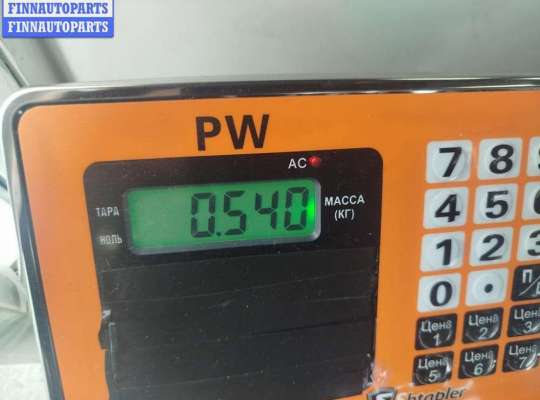 FINNAUTOPARTS
FINNAUTOPARTS
PW
AC
ТАРА
НОЛЬ
0.540
МАССА
(КГ)
7 8
4 5
1 2 3
0 •
Цена 1
Цена 2
Цена 3
Цена 5
Цена 6
Цена 7